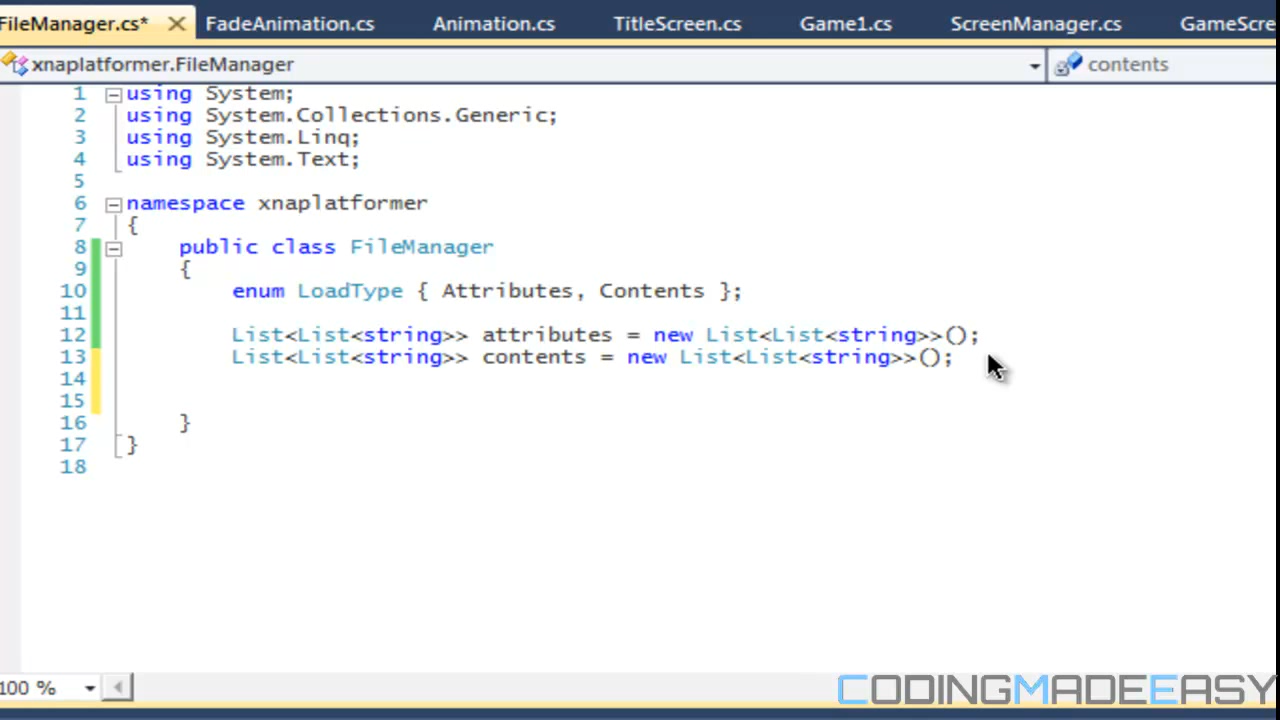 FileManager.cs* FadeAnimation.cs Animation.cs TitleScreen.cs Game1.cs ScreenManager.cs GameScre
xnaplatformer.FileManager contents
1 using System;
2 using System.Collections.Generic;
3 using System.Linq;
4 using System.Text;
5
6 namespace xnaplatformer
7 {
8 public class FileManager
9 {
10 enum LoadType { Attributes, Contents };
11
12 List<List<string>> attributes = new List<List<string>>();
13 List<List<string>> contents = new List<List<string>>();
14
15
16 }
17 }
18
100 %
CODINGMADEEASY